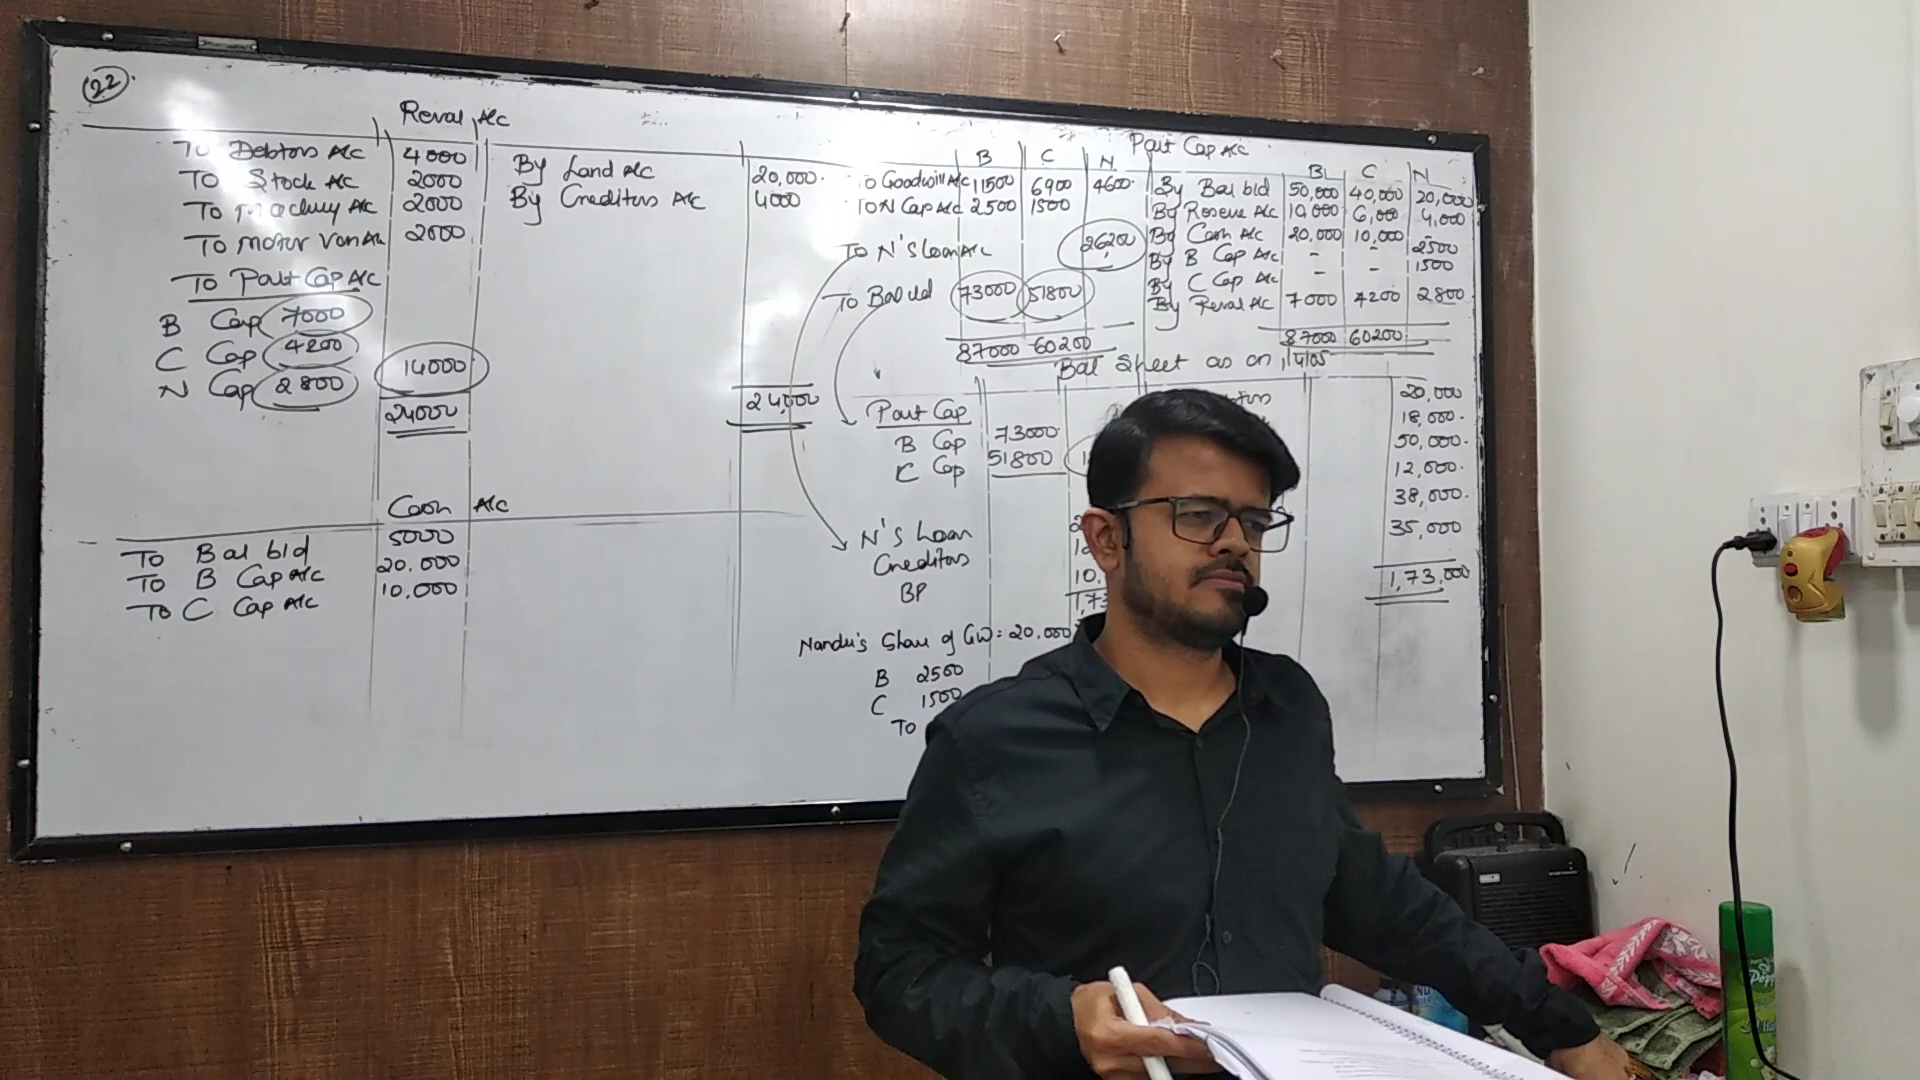 22
Reval A/c
To Debtors A/c 4000 By Land A/c 20,000
To Stock A/c 2000 By Creditors A/c 4000
To Machury A/c 2000
To Motor Van A/c 2000
To Part Cap A/c
B Cap 7000
C Cap 4200 14000
N Cap 2800
24000 24,000
Cash A/c
To Bal b/d 5000
To B Cap A/c 20.000
To C Cap A/c 10.000
Part Cap A/c
B C N B C N
To Goodwill A/c 11500 6900 4600 By Bal b/d 50,000 40,000 20,000
To N Cap A/c 2500 1500 By Reseve A/c 10,000 6,000 4,000
By Cash A/c 20,000 10,000 -
To N's Loan A/c 26200 By B Cap A/c - - 2500
By C Cap A/c - - 1500
To Bal c/d 73000 51800 By Reval A/c 7000 4200 2800
87000 60200 87000 60200
Bal Sheet as on 1/4/05
Part Cap 20,000
B Cap 73000 18,000
C Cap 51800 50,000
12,000
38,000
N's Loan 35,000
Creditors
BP 10. 1,73,000
Nandu's Share of GW = 20.000
B 2500
C 1500
To